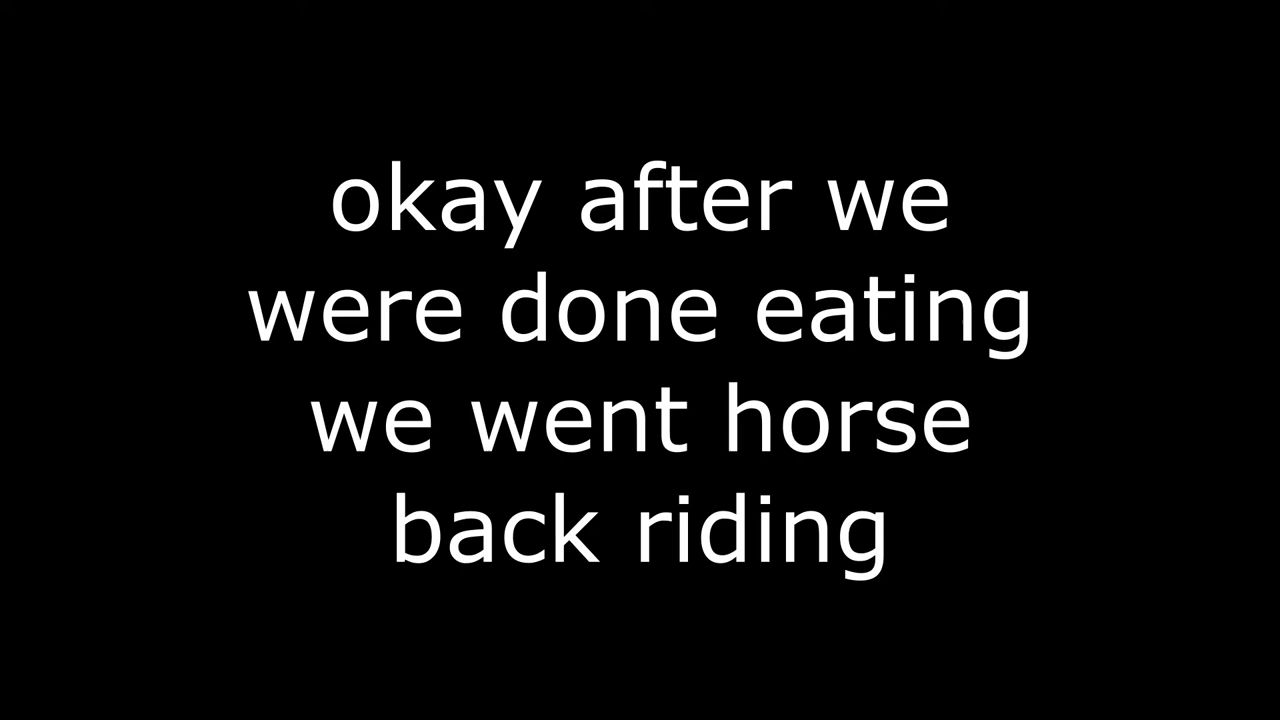 okay after we
were done eating
we went horse
back riding